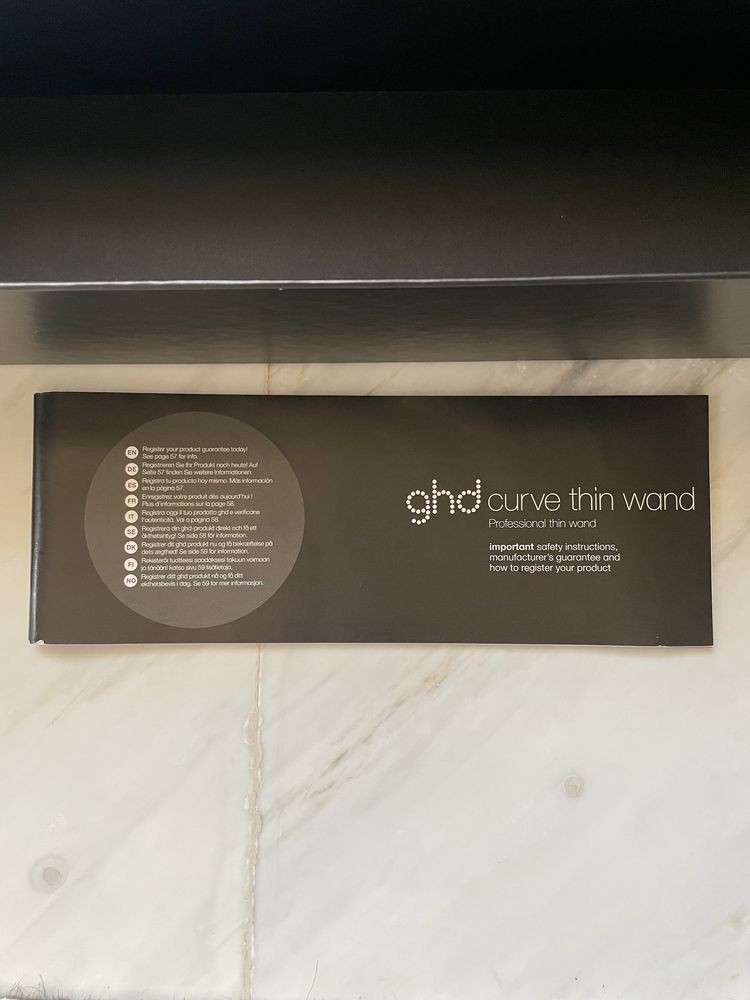 EN Register your product guarantee today!
See page 57 for info.
DE Registrieren Sie Ihr Produkt noch heute! Auf
Seite 57 finden Sie weitere Informationen.
ES Registra tu producto hoy mismo. Más información
en la página 57.
FR Enregistrez votre produit dès aujourd'hui !
Plus d'informations sur la page 58.
IT Registra oggi il tuo prodotto ghd e verificane
l'autenticità. Vai a pagina 58.
SE Registrera din ghd-produkt direkt och få ett
äkthetsintyg! Se sida 58 för information.
DK Registrer dit ghd produkt nu og få bekræftelse på
dets ægthed! Se side 59 for information.
FI Rekisteröi tuotteesi saadaksesi takuun voimaan
jo tänään! katso sivu 59 lisätietoja.
NO Registrer ditt ghd produkt nå og få ditt
ekthetsbevis i dag. Se 59 for mer informasjon.
ghd curve thin wand
Professional thin wand
important safety instructions,
manufacturer's guarantee and
how to register your product